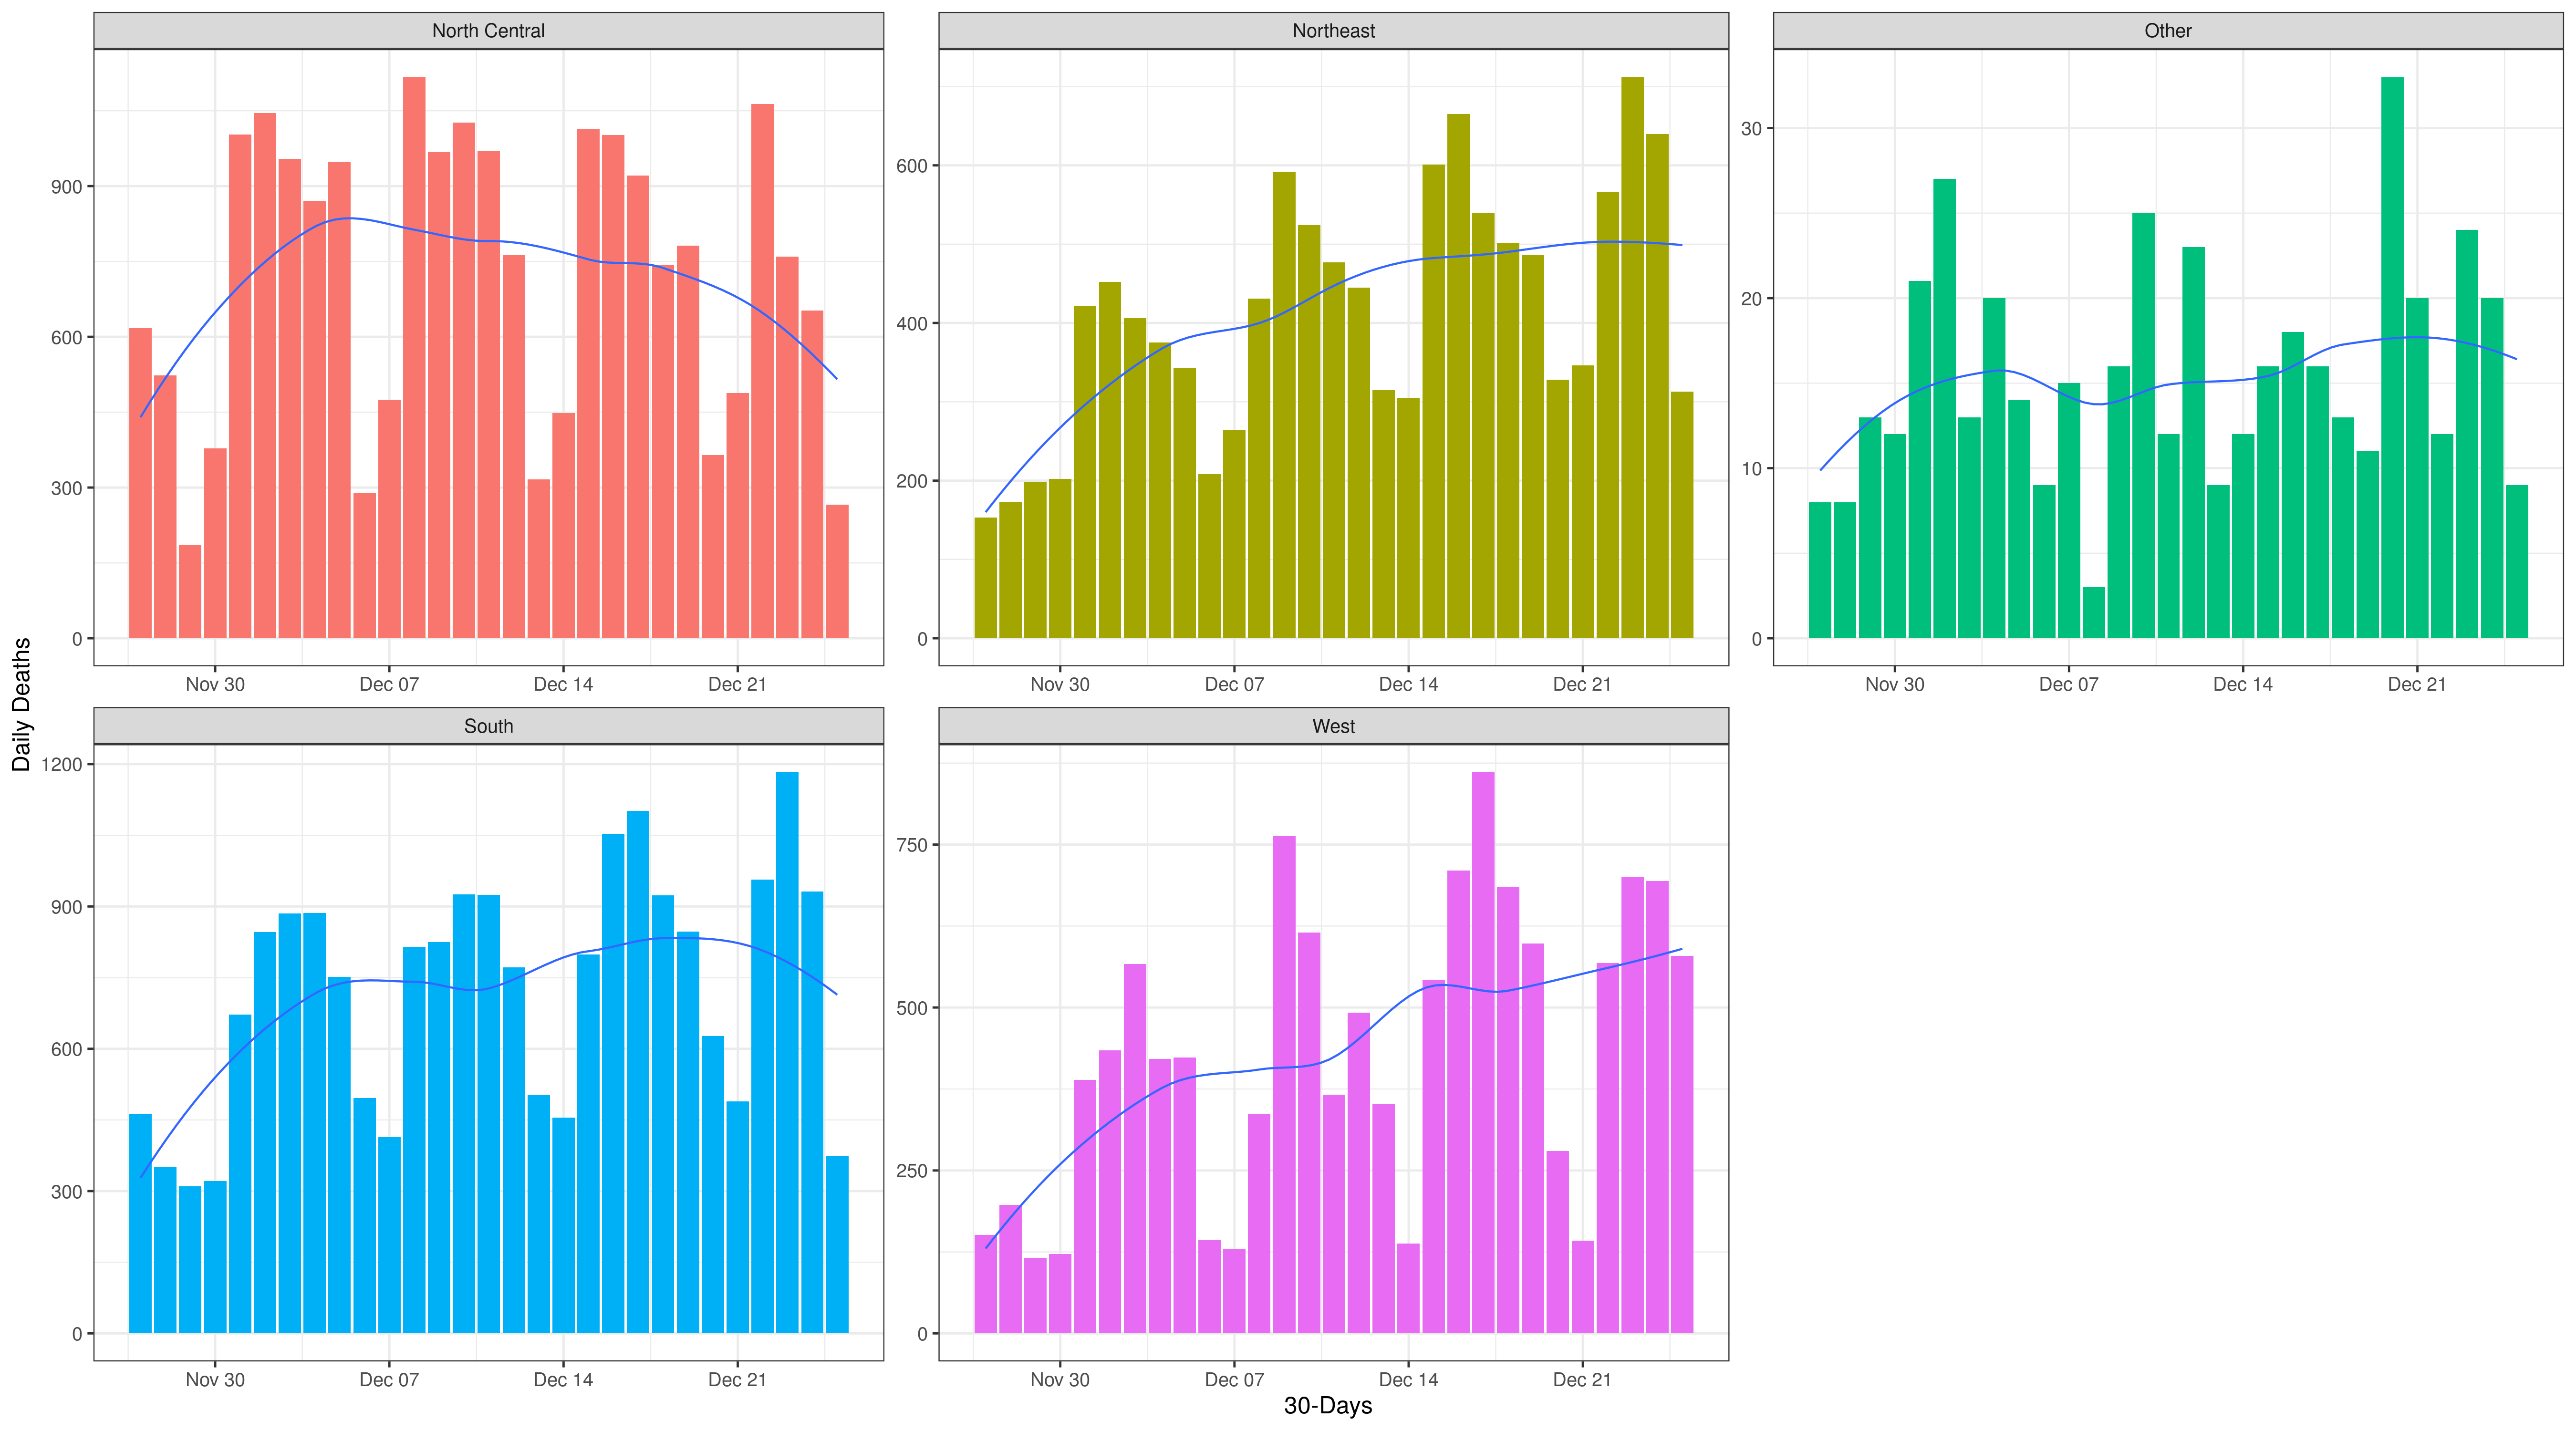 North Central
Northeast
Other
900
600
300
0
600
400
200
0
30
20
10
0
Nov 30 Dec 07 Dec 14 Dec 21
Nov 30 Dec 07 Dec 14 Dec 21
Nov 30 Dec 07 Dec 14 Dec 21
Daily Deaths
South
West
1200
900
600
300
0
750
500
250
0
Nov 30 Dec 07 Dec 14 Dec 21
Nov 30 Dec 07 Dec 14 Dec 21
30-Days